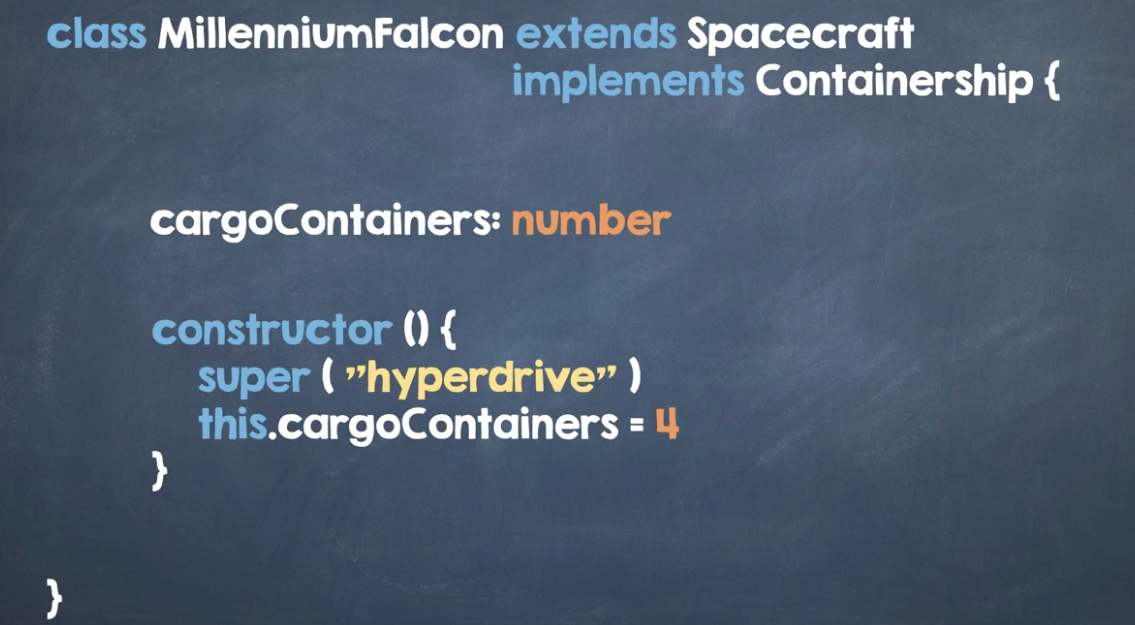 class MillenniumFalcon extends Spacecraft
implements Containership {
cargoContainers: number
constructor () {
super ( ”hyperdrive” )
this.cargoContainers = 4
}
}